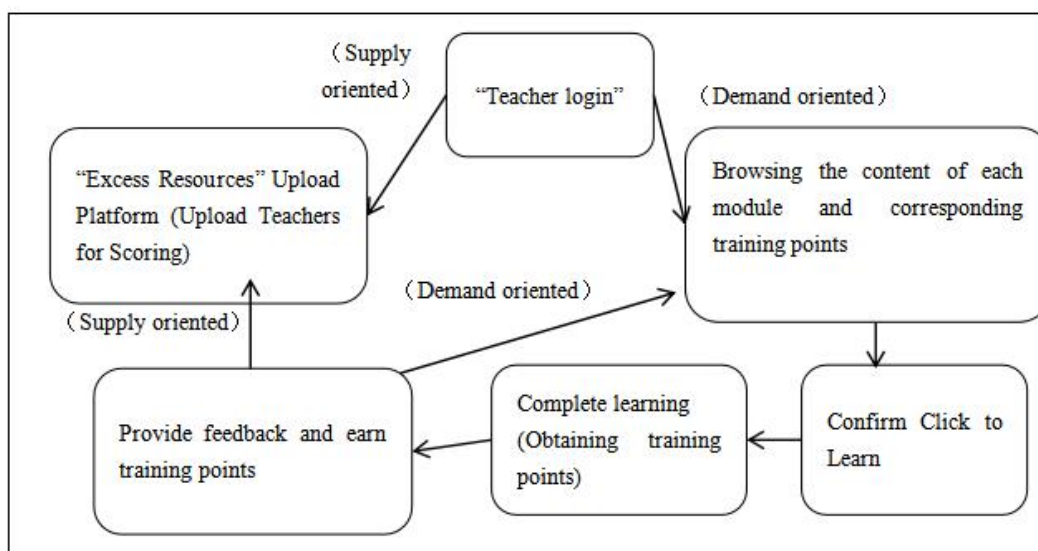 （Supply
oriented）
“Teacher login”
（Demand oriented）
“Excess Resources” Upload
Platform (Upload Teachers
for Scoring)
Browsing the content of each
module and corresponding
training points
（Demand oriented）
（Supply oriented）
Provide feedback and earn
training points
Complete learning
(Obtaining training
points)
Confirm Click to
Learn